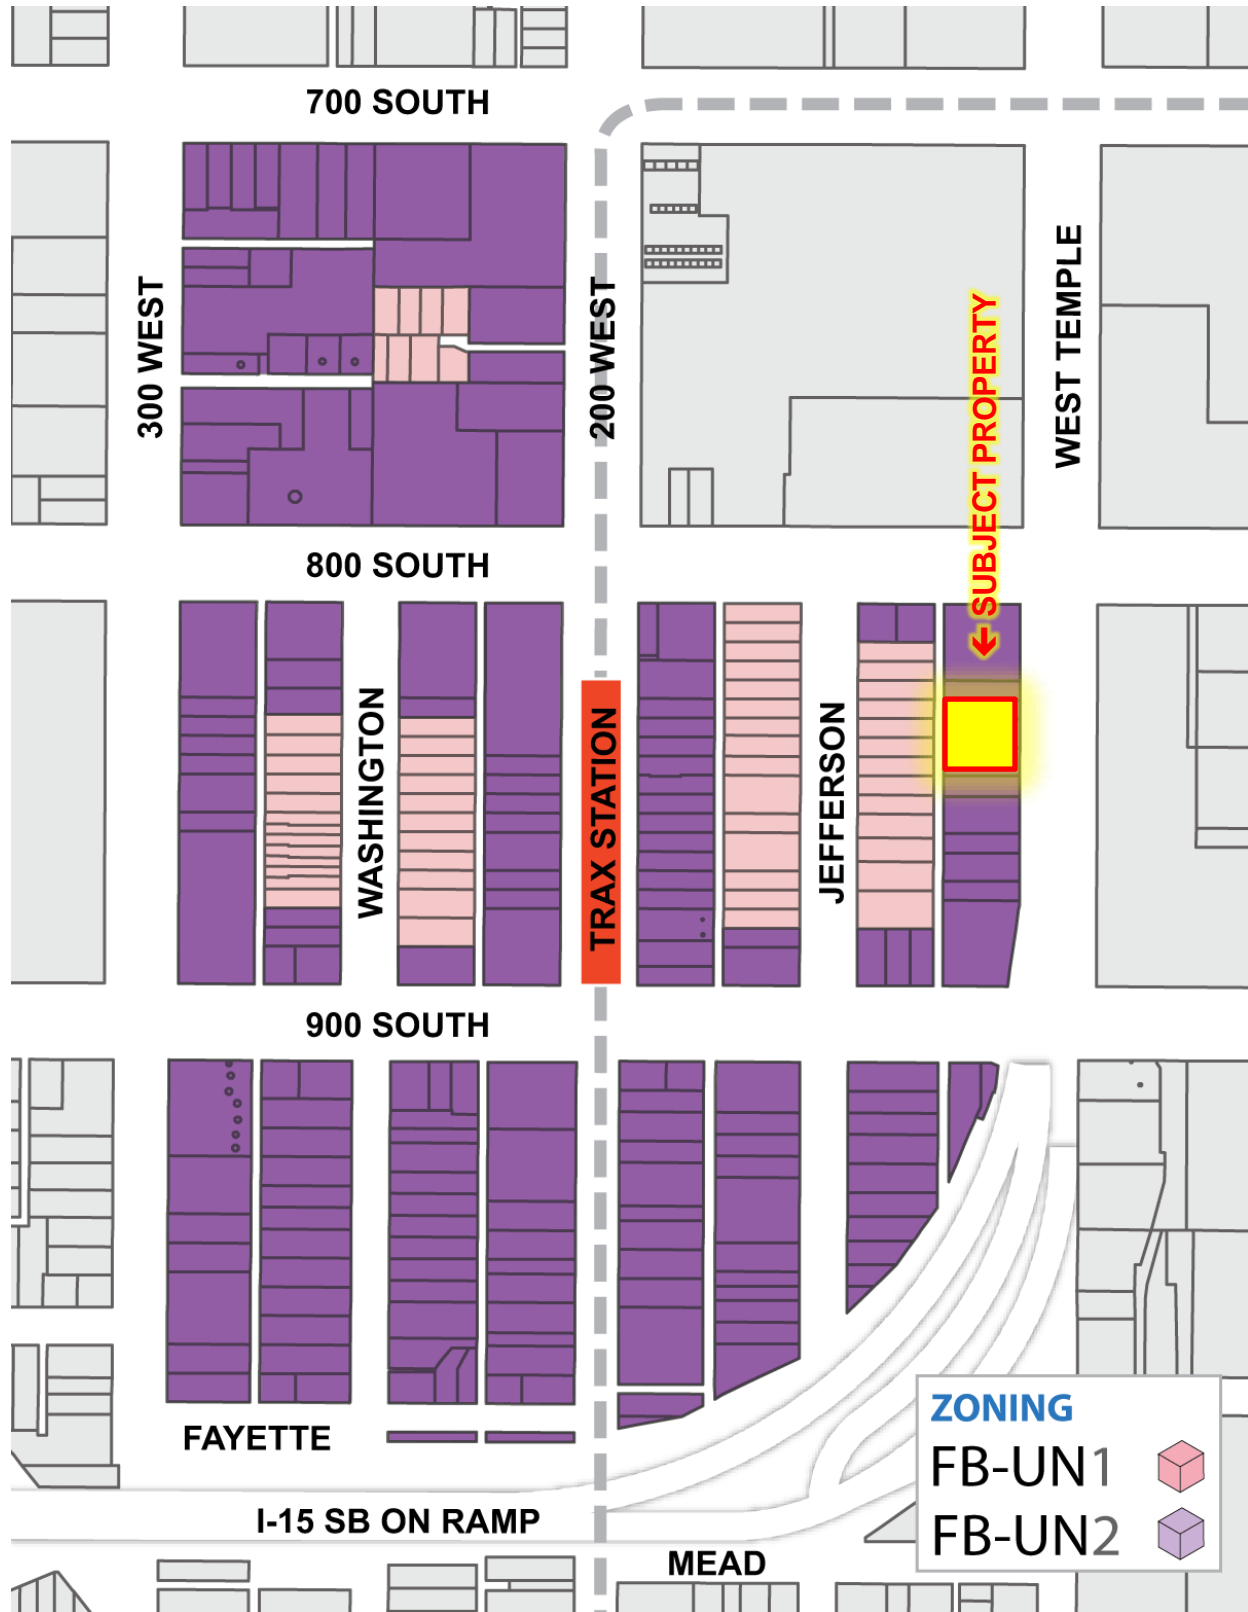 700 SOUTH
300 WEST
200 WEST
WEST TEMPLE
SUBJECT PROPERTY
800 SOUTH
WASHINGTON
TRAX STATION
JEFFERSON
900 SOUTH
FAYETTE
I-15 SB ON RAMP
MEAD
ZONING
FB-UN1
FB-UN2